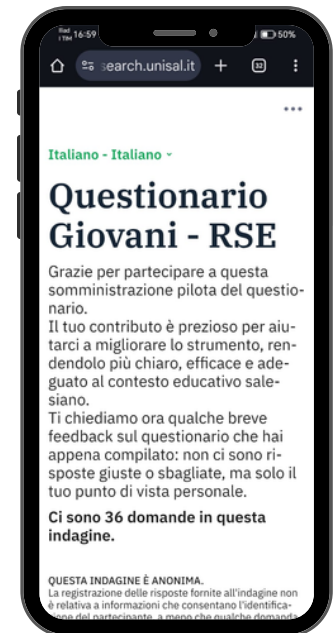 Iliad
I TIM
16:59
50%
search.unisal.it
32
Italiano - Italiano
Questionario
Giovani - RSE
Grazie per partecipare a questa
somministrazione pilota del questio-
nario.
Il tuo contributo è prezioso per aiu-
tarci a migliorare lo strumento, ren-
dendolo più chiaro, efficace e ade-
guato al contesto educativo sale-
siano.
Ti chiediamo ora qualche breve
feedback sul questionario che hai
appena compilato: non ci sono ri-
sposte giuste o sbagliate, ma solo il
tuo punto di vista personale.
Ci sono 36 domande in questa
indagine.
QUESTA INDAGINE È ANONIMA.
La registrazione delle risposte fornite all'indagine non
è relativa a informazioni che consentano l'identifica-
zione del partecipante, a meno che qualche domanda